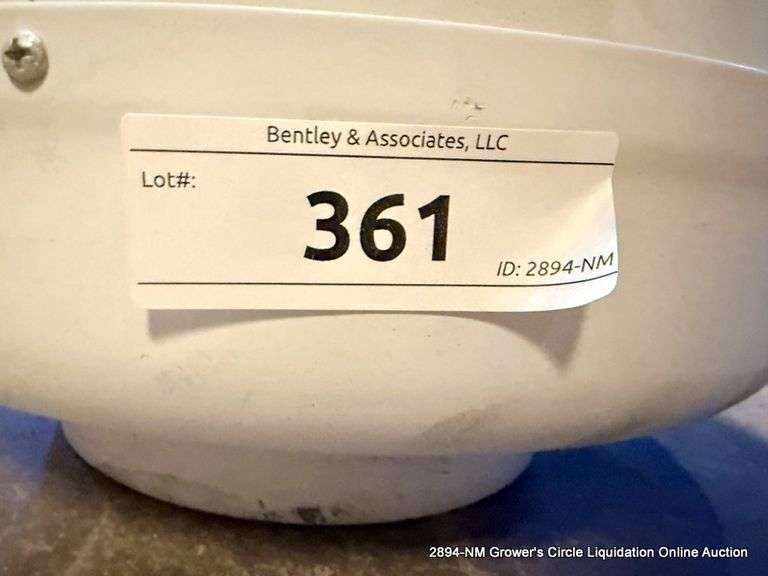 Bentley & Associates, LLC
Lot#:
361
ID: 2894-NM
2894-NM Grower's Circle Liquidation Online Auction